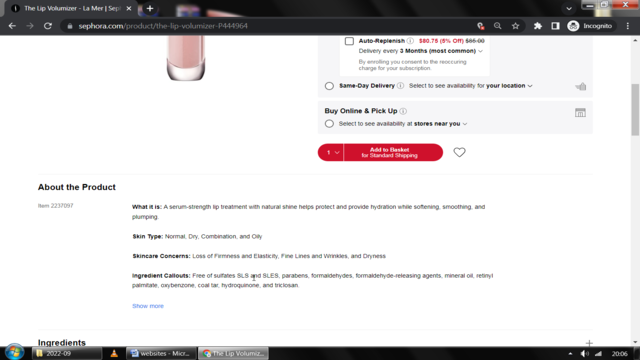 The Lip Volumizer - La Mer | Sep
sephora.com/product/the-lip-volumizer-P444964
Incognito
Auto-Replenish $80.75 (5% Off) $85.00
Delivery every 3 Months (most common)
By enrolling you consent to the reoccuring
charge for your subscription.
Same-Day Delivery Select to see availability for your location
Buy Online & Pick Up
Select to see availability at stores near you
1
Add to Basket
for Standard Shipping
About the Product
Item 2237097
What it is: A serum-strength lip treatment with natural shine helps protect and provide hydration while softening, smoothing, and
plumping.
Skin Type: Normal, Dry, Combination, and Oily
Skincare Concerns: Loss of Firmness and Elasticity, Fine Lines and Wrinkles, and Dryness
Ingredient Callouts: Free of sulfates SLS and SLES, parabens, formaldehydes, formaldehyde-releasing agents, mineral oil, retinyl
palmitate, oxybenzone, coal tar, hydroquinone, and triclosan
Show more
Ingredients
2022-09
websites - Micr...
The Lip Volumiz...
20:06